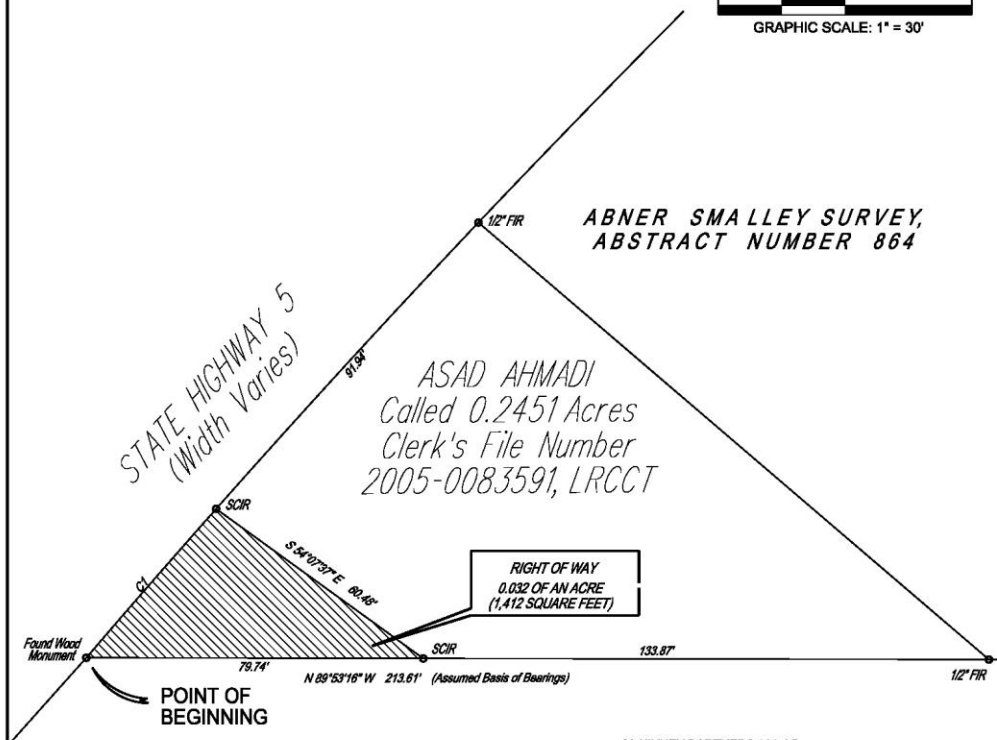 GRAPHIC SCALE: 1" = 30'
1/2" FIR
ABNER SMALLEY SURVEY,
ABSTRACT NUMBER 864
STATE HIGHWAY 5
(Width Varies)
91.94'
ASAD AHMADI
Called 0.2451 Acres
Clerk's File Number
2005-0083591, LRCCT
SCIR
S 54°07'37" E 60.48'
C1
RIGHT OF WAY
0.032 OF AN ACRE
(1,412 SQUARE FEET)
Found Wood
Monument
79.74'
SCIR
133.87'
N 89°53'16" W 213.61' (Assumed Basis of Bearings)
1/2" FIR
POINT OF
BEGINNING